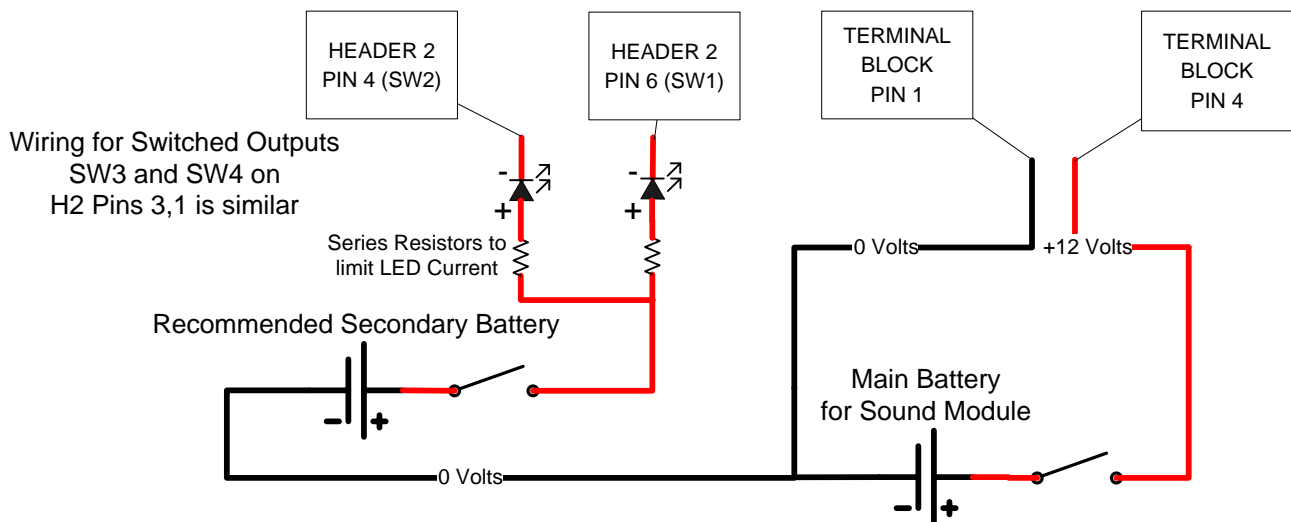 HEADER 2
PIN 4 (SW2)
HEADER 2
PIN 6 (SW1)
TERMINAL
BLOCK
PIN 1
TERMINAL
BLOCK
PIN 4
Wiring for Switched Outputs
SW3 and SW4 on
H2 Pins 3,1 is similar
-
+
-
+
Series Resistors to
limit LED Current
0 Volts
+12 Volts
Recommended Secondary Battery
- +
Main Battery
for Sound Module
- +
0 Volts